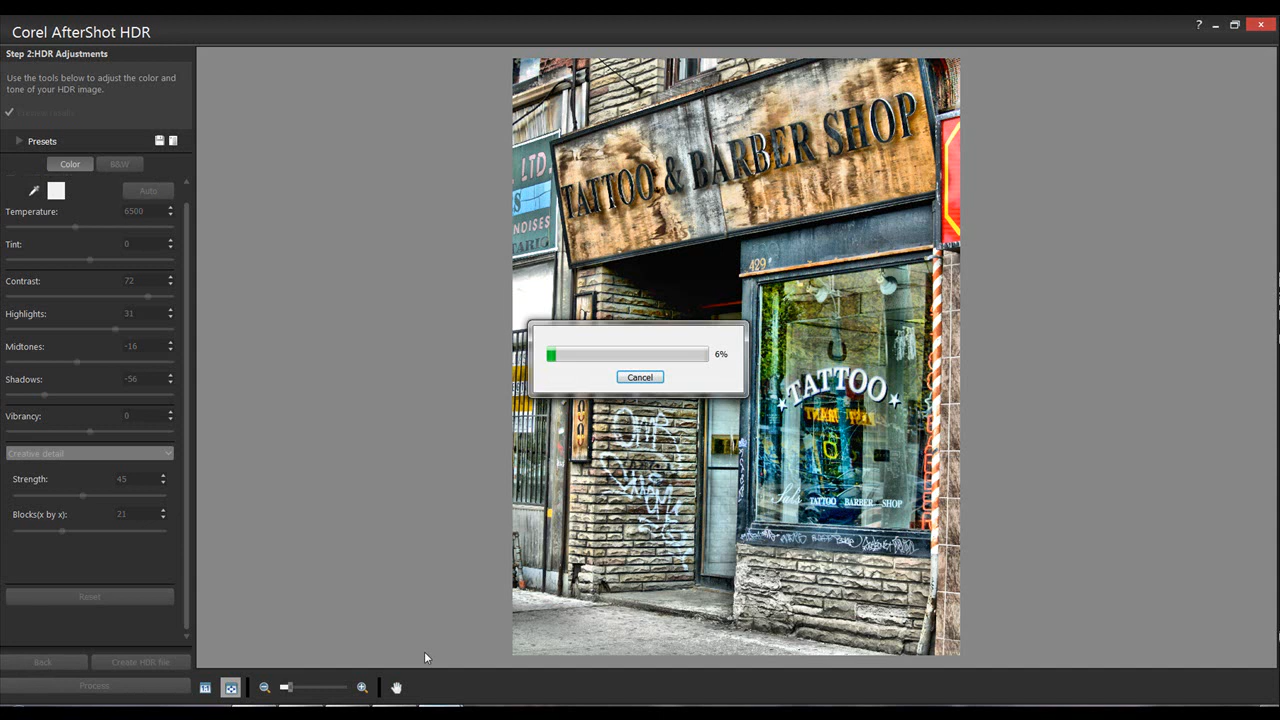 Corel AfterShot HDR
Step 2:HDR Adjustments
Use the tools below to adjust the color and
tone of your HDR image.
Presets
Color
B&W
Auto
Temperature:
6500
Tint:
0
Contrast:
72
Highlights:
31
Midtones:
-16
Shadows:
-56
Vibrancy:
0
Creative detail
Strength:
45
Blocks(x by x):
21
Reset
Back
Create HDR file
Process
LTD.
TATTOO & BARBER SHOP
429
6%
Cancel
TATTOO
Sal's TATTOO BARBER SHOP